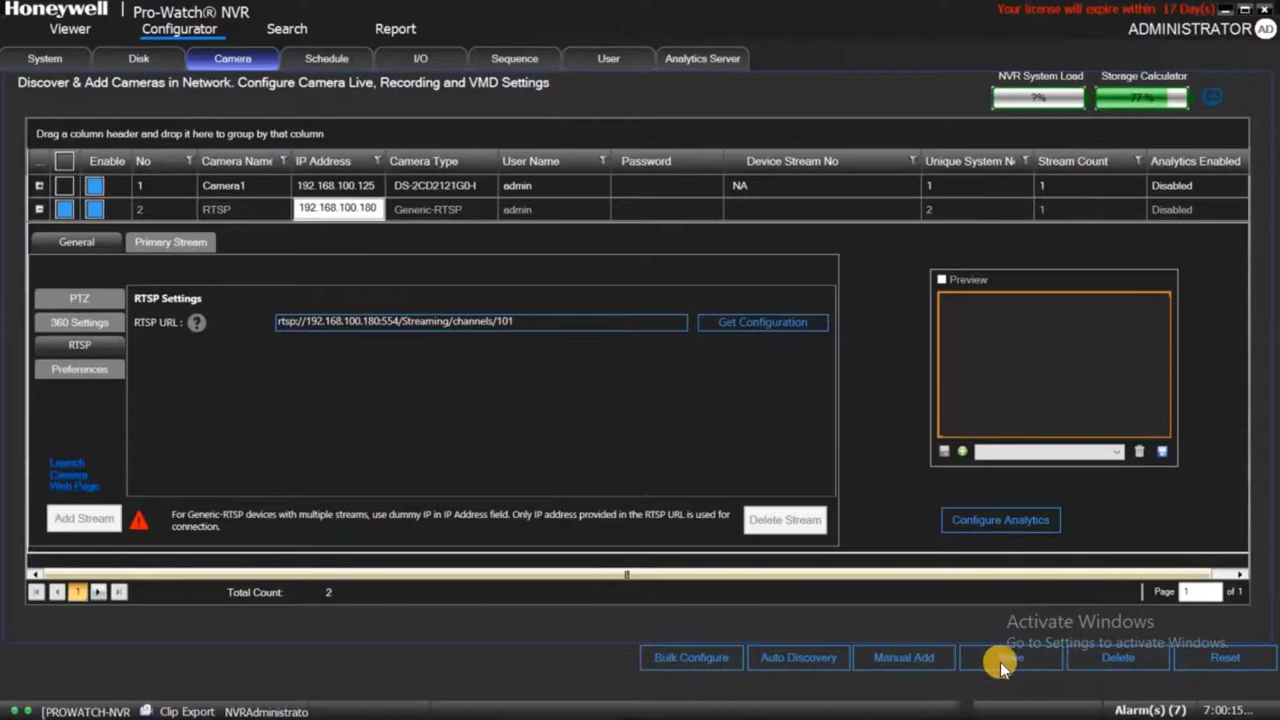 Honeywell | Pro-Watch® NVR
Your license will expire within 17 Day(s)
Viewer Configurator Search Report
ADMINISTRATOR AD
System Disk Camera Schedule I/O Sequence User Analytics Server
Discover & Add Cameras in Network. Configure Camera Live, Recording and VMD Settings
NVR System Load Storage Calculator
?% 77 %
Drag a column header and drop it here to group by that column
... Enable No Camera Name IP Address Camera Type User Name Password Device Stream No Unique System N Stream Count Analytics Enabled
1 Camera1 192.168.100.125 DS-2CD2121G0-I admin NA 1 1 Disabled
2 RTSP 192.168.100.180 Generic-RTSP admin 2 1 Disabled
General Primary Stream
Preview
PTZ
RTSP Settings
360 Settings
RTSP URL : ? rtsp://192.168.100.180:554/Streaming/channels/101 Get Configuration
RTSP
Preferences
Launch
Camera
Web Page
Add Stream
For Generic-RTSP devices with multiple streams, use dummy IP in IP Address field. Only IP address provided in the RTSP URL is used for
connection.
Delete Stream
Configure Analytics
1
Total Count: 2
Page 1 of 1
Activate Windows
Go to Settings to activate Windows.
Bulk Configure Auto Discovery Manual Add Delete Reset
[PROWATCH-NVR Clip Export NVRAdministrato
Alarm(s) (7) 7:00:15...